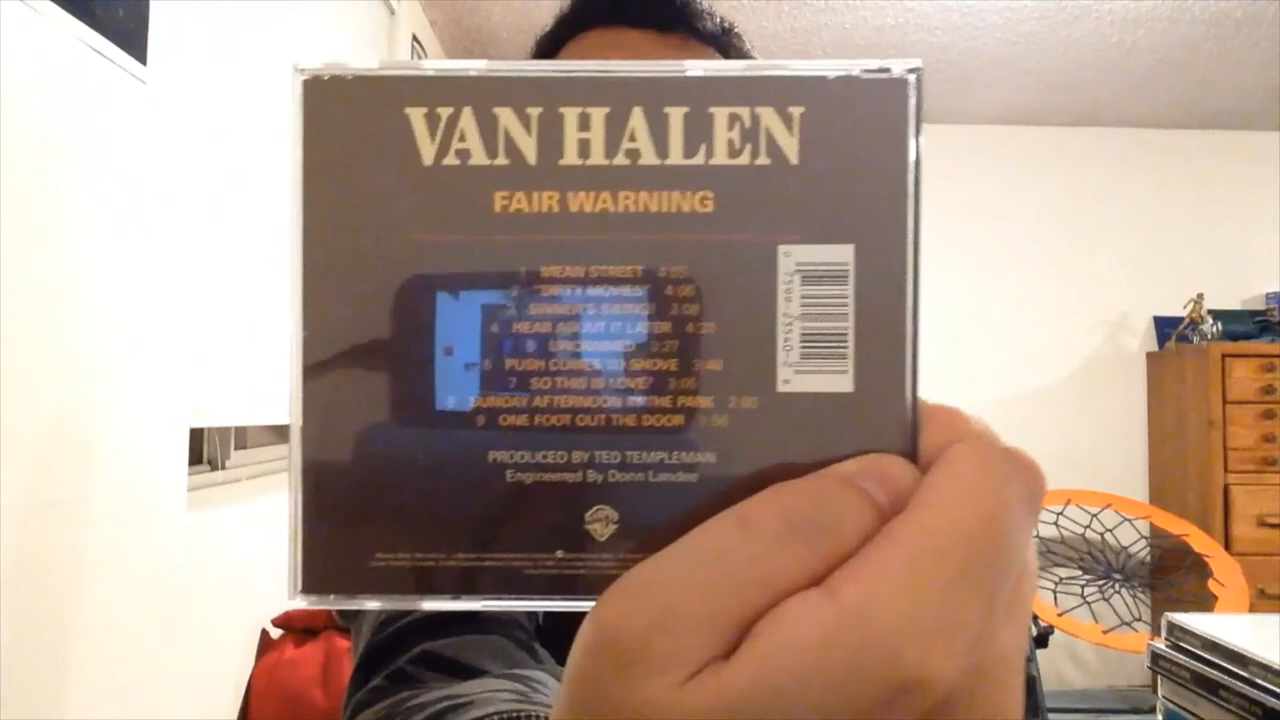 VAN HALEN
FAIR WARNING
1 MEAN STREET 4:55
2 "DIRTY MOVIES" 4:06
3 SINNER'S SWING! 3:08
4 HEAR ABOUT IT LATER 4:33
5 UNCHAINED 3:27
6 PUSH COMES TO SHOVE 3:48
7 SO THIS IS LOVE? 3:05
8 SUNDAY AFTERNOON IN THE PARK 2:00
9 ONE FOOT OUT THE DOOR 1:56
PRODUCED BY TED TEMPLEMAN
Engineered By Donn Landee